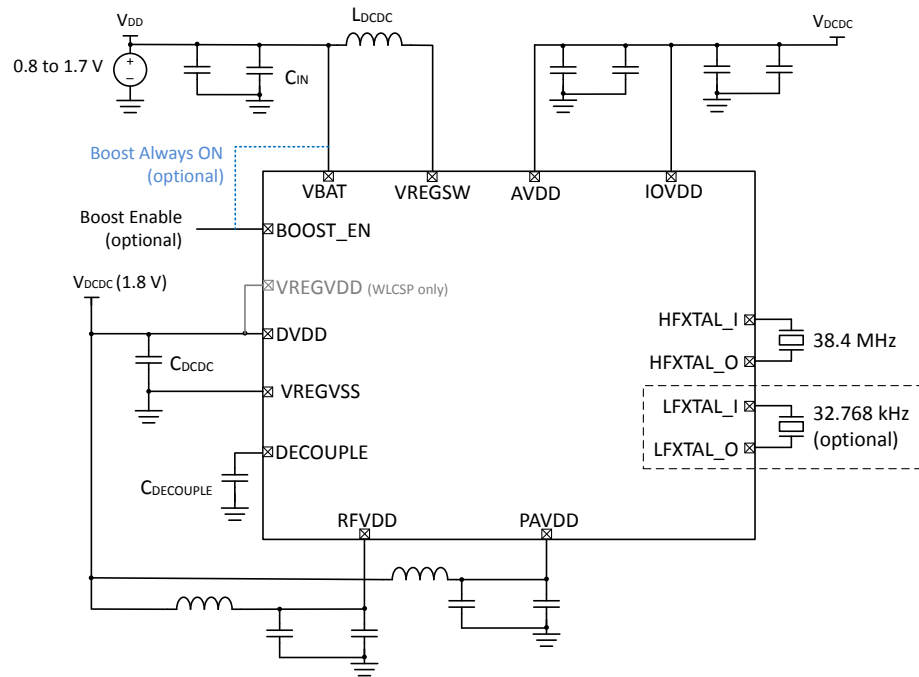 VDD
LDCDC
VDCDC
0.8 to 1.7 V
+
–
CIN
Boost Always ON
(optional)
VBAT
VREGSW
AVDD
IOVDD
Boost Enable
(optional)
BOOST_EN
VDCDC (1.8 V)
VREGVDD (WLCSP only)
DVDD
CDCDC
VREGVSS
DECOUPLE
CDECOUPLE
HFXTAL_I
HFXTAL_O
38.4 MHz
LFXTAL_I
LFXTAL_O
32.768 kHz
(optional)
RFVDD
PAVDD